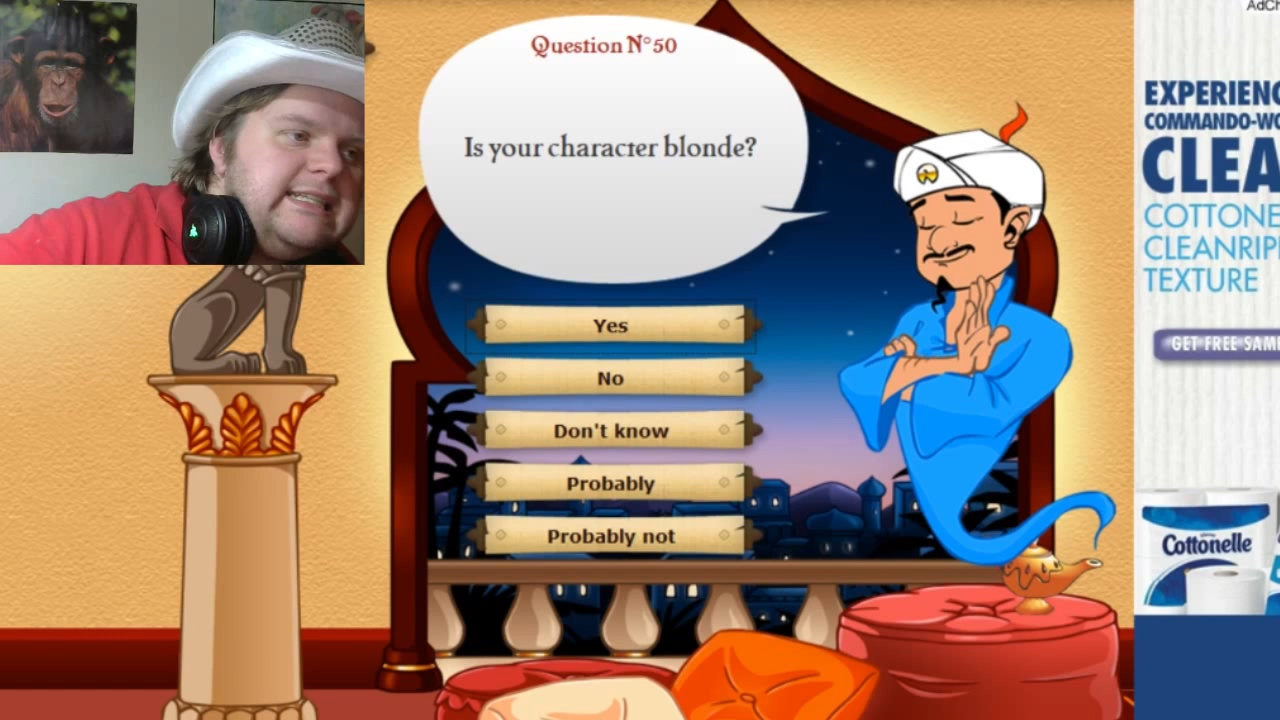 Question N°50
Is your character blonde?
Yes
No
Don't know
Probably
Probably not
AdCh
EXPERIENC
COMMANDO-WO
CLEA
COTTONE
CLEANRIP
TEXTURE
GET FREE SAM
Cottonelle